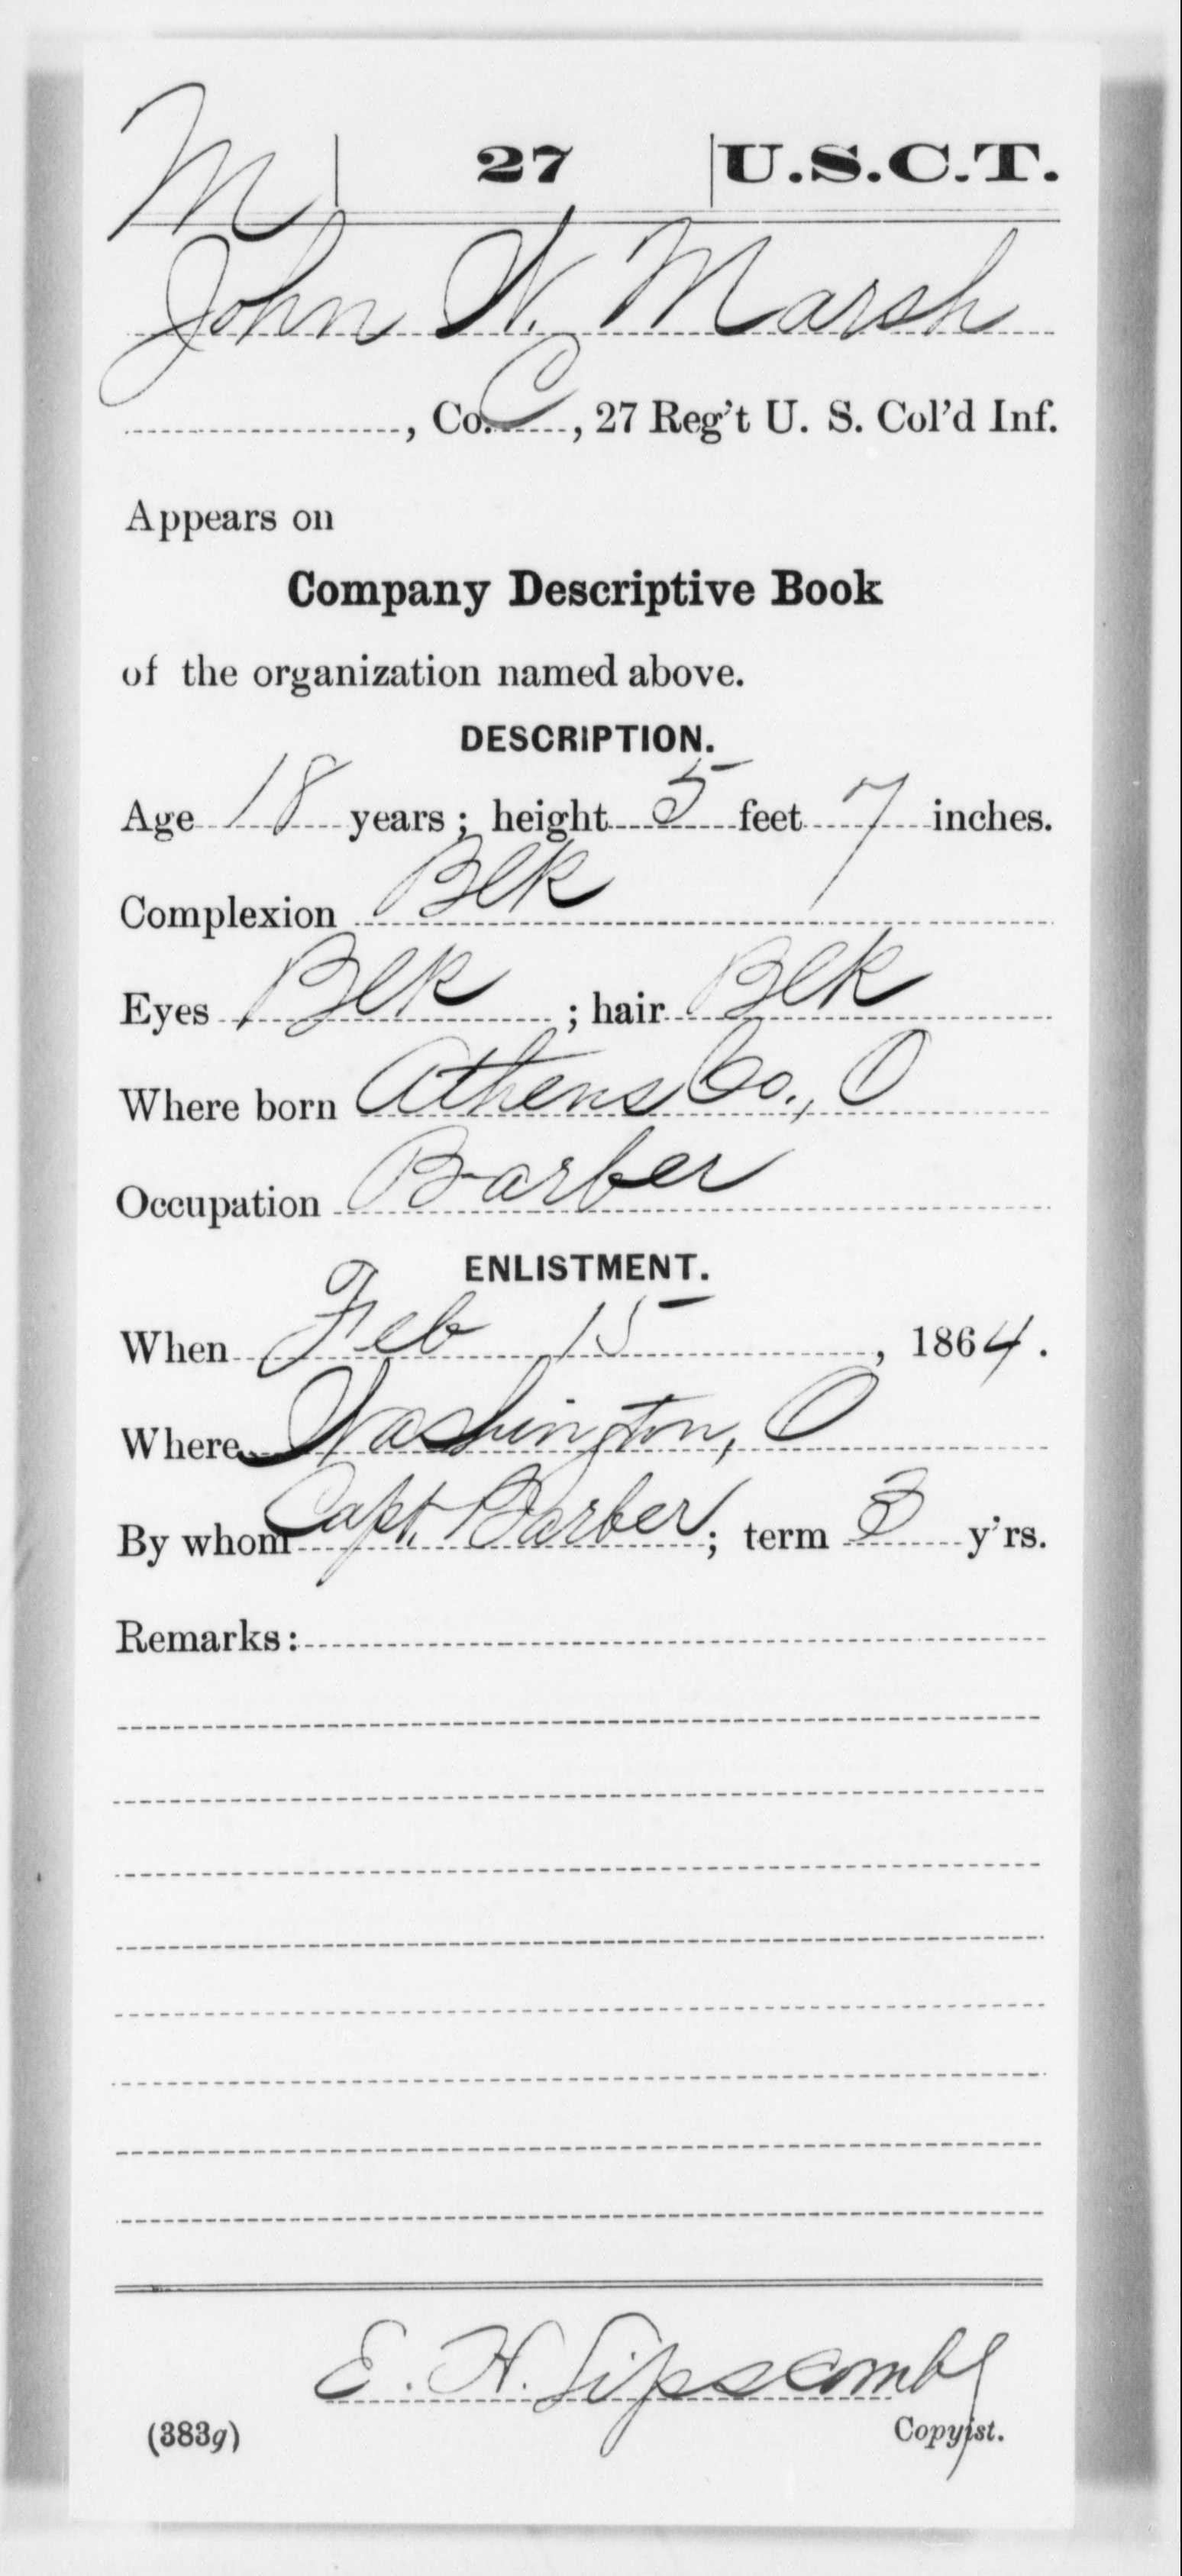 M | 27 | U.S.C.T.
John W. Marsh
, Co. C, 27 Reg't U. S. Col'd Inf.
Appears on
Company Descriptive Book
of the organization named above.
DESCRIPTION.
Age 18 years; height 5 feet 7 inches.
Complexion Blk
Eyes Blk ; hair Blk
Where born Athens Co., O
Occupation Barber
ENLISTMENT.
When Feb 15, 1864.
Where Washington, O
By whom Capt. Barber; term 3 y'rs.
Remarks:
E. H. Lipscomb
(383g) Copyist.